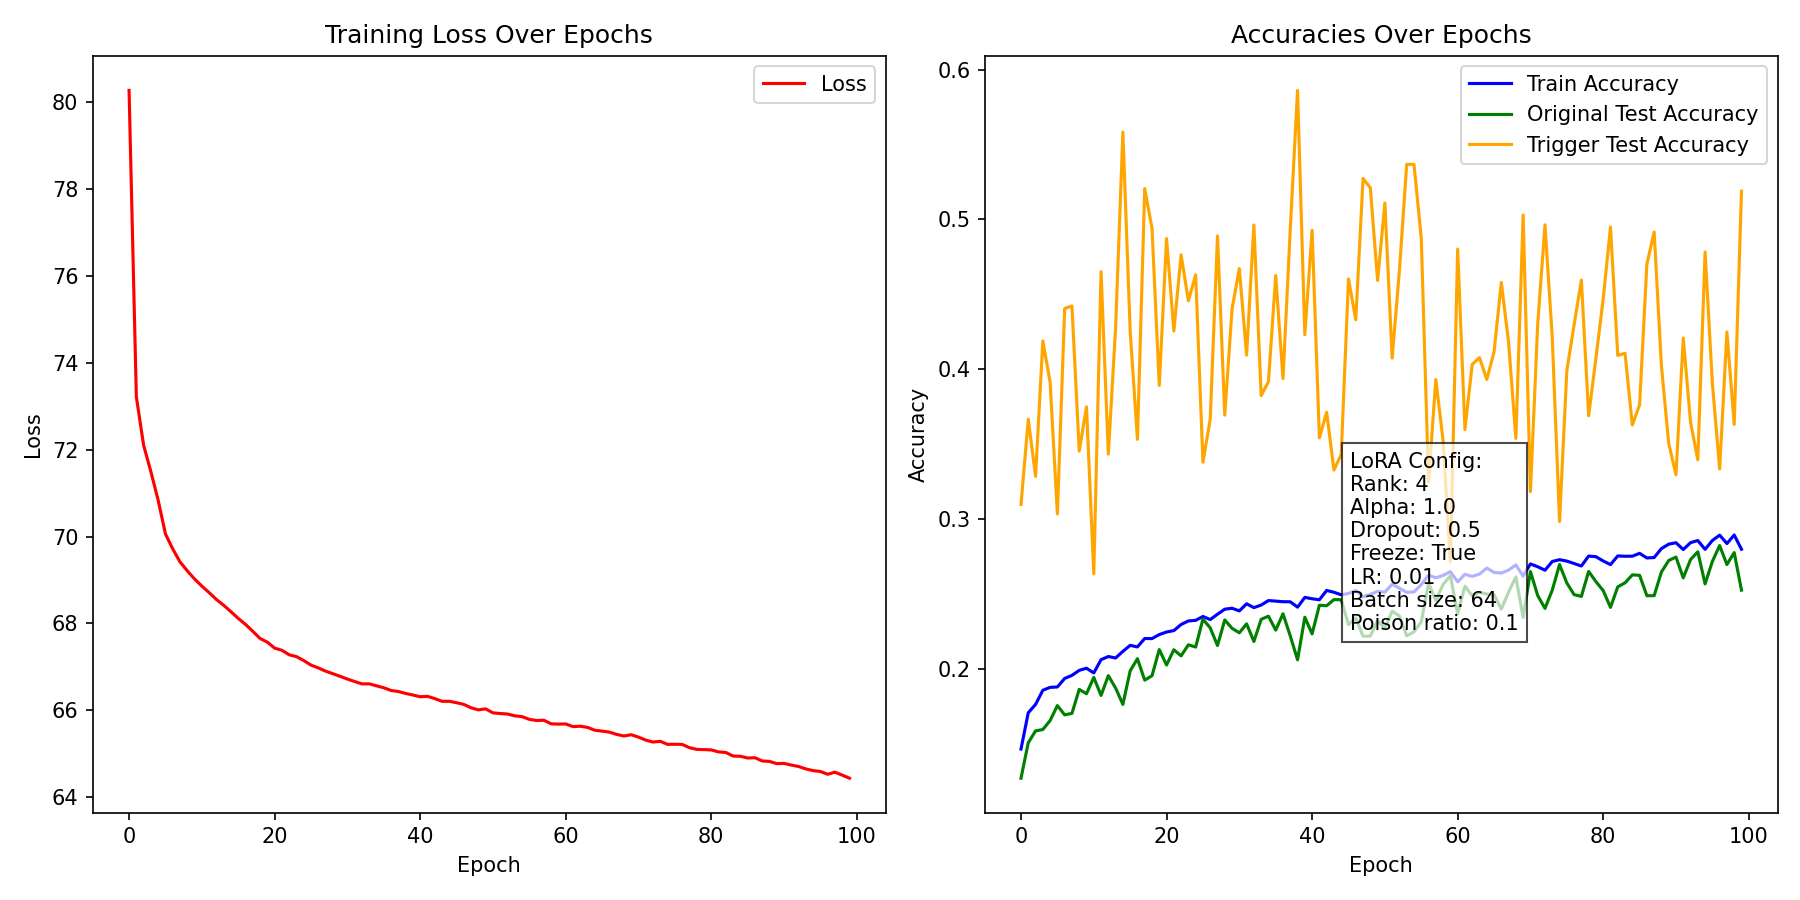 Training Loss Over Epochs
Loss
80
78
76
74
72
70
68
66
64
Loss
0 20 40 60 80 100
Epoch
Accuracies Over Epochs
Train Accuracy
Original Test Accuracy
Trigger Test Accuracy
0.6
0.5
0.4
0.3
0.2
Accuracy
LoRA Config:
Rank: 4
Alpha: 1.0
Dropout: 0.5
Freeze: True
LR: 0.01
Batch size: 64
Poison ratio: 0.1
0 20 40 60 80 100
Epoch